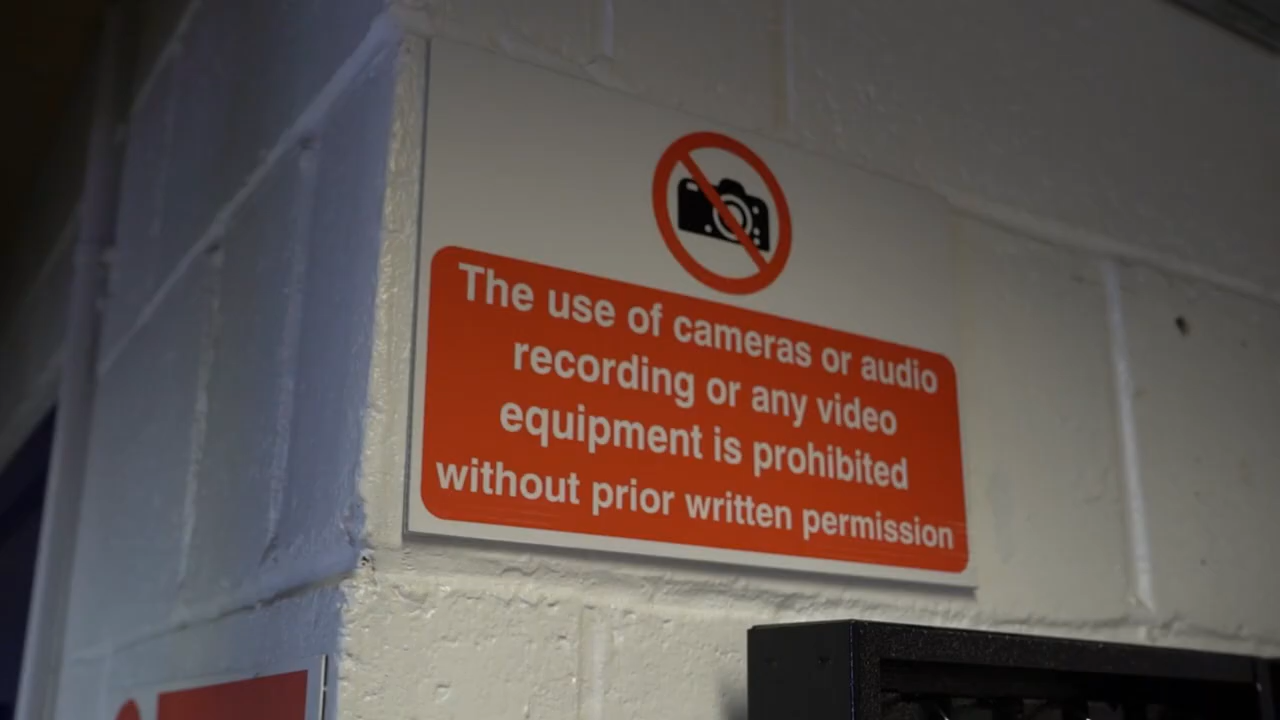 The use of cameras or audio
recording or any video
equipment is prohibited
without prior written permission